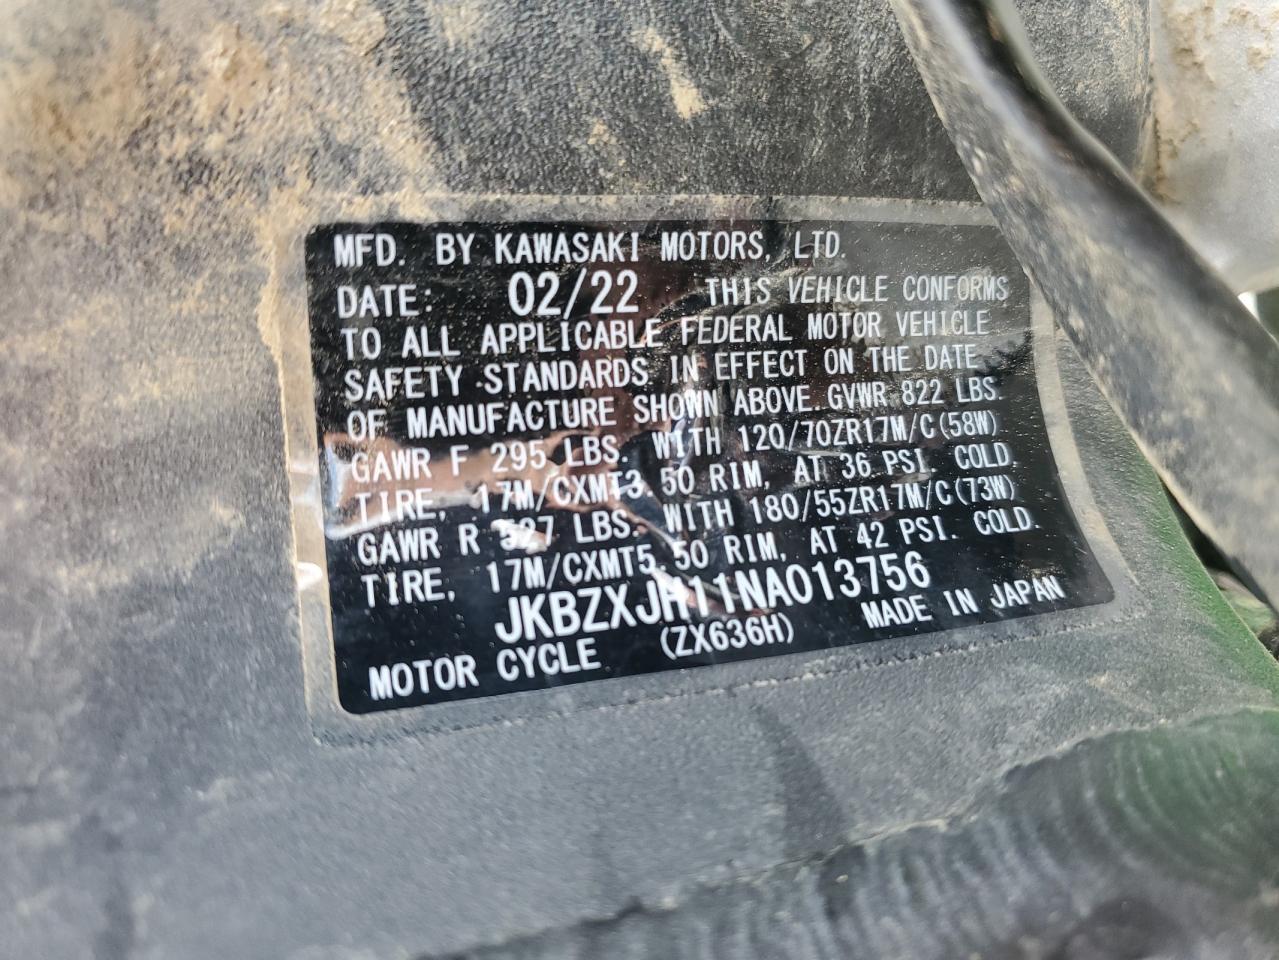 MFD. BY KAWASAKI MOTORS, LTD.
DATE: 02/22 THIS VEHICLE CONFORMS
TO ALL APPLICABLE FEDERAL MOTOR VEHICLE
SAFETY STANDARDS IN EFFECT ON THE DATE
OF MANUFACTURE SHOWN ABOVE. GVWR 822 LBS.
GAWR F 295 LBS. WITH 120/70ZR17M/C(58W)
TIRE, 17M/CXMT3.50 RIM, AT 36 PSI. COLD.
GAWR R 527 LBS. WITH 180/55ZR17M/C(73W)
TIRE, 17M/CXMT5.50 RIM, AT 42 PSI. COLD.
JKBZXJH11NA013756
MOTOR CYCLE (ZX636H) MADE IN JAPAN